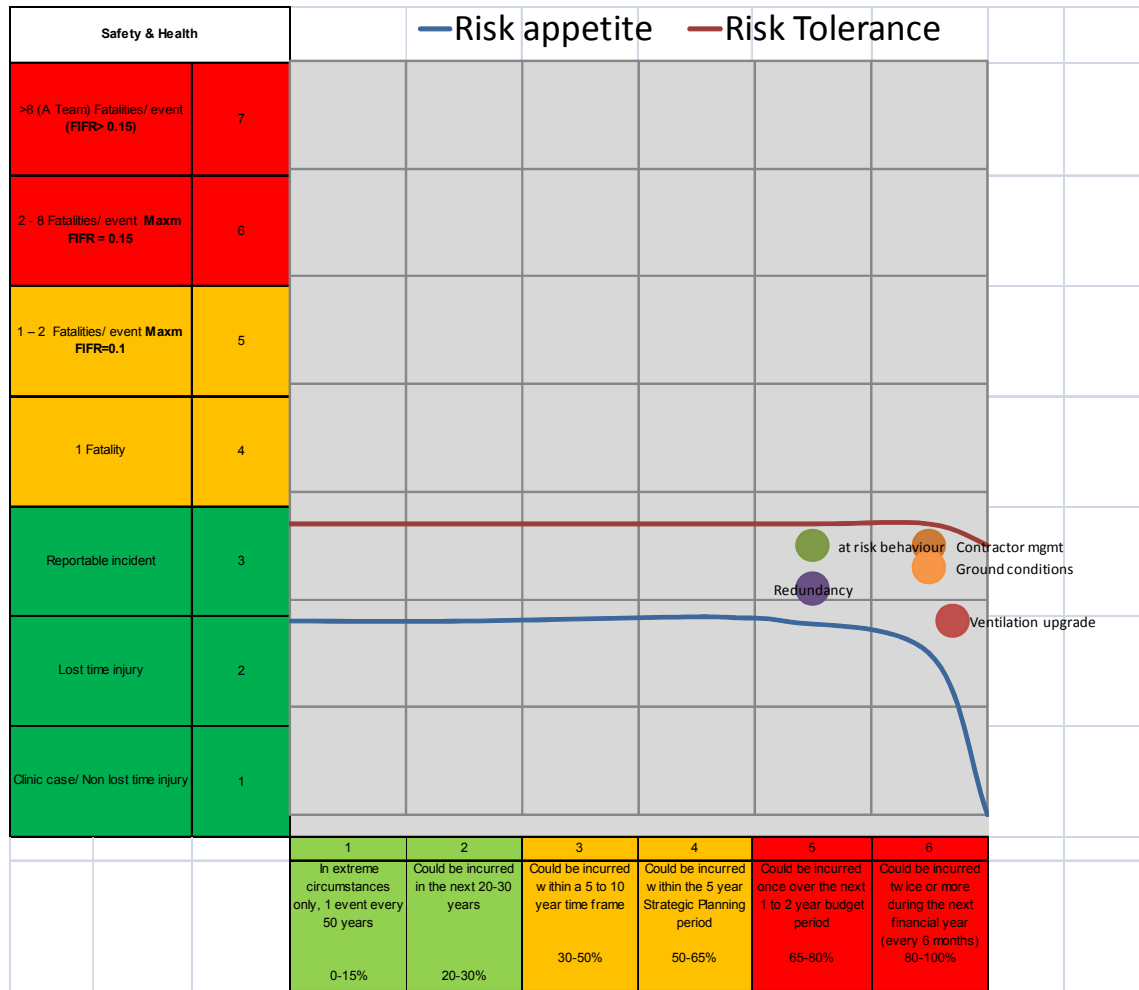 Safety & Health
Risk appetite
Risk Tolerance
>8 (A Team) Fatalities/ event
(FIFR> 0.15)
7
2 - 8 Fatalities/ event Maxm
FIFR = 0.15
6
1 – 2 Fatalities/ event Maxm
FIFR=0.1
5
1 Fatality
4
Reportable incident
3
at risk behaviour
Contractor mgmt
Ground conditions
Redundancy
Ventilation upgrade
Lost time injury
2
Clinic case/ Non lost time injury
1
1
In extreme
circumstances
only, 1 event every
50 years
0-15%
2
Could be incurred
in the next 20-30
years
20-30%
3
Could be incurred
within a 5 to 10
year time frame
30-50%
4
Could be incurred
within the 5 year
Strategic Planning
period
50-65%
5
Could be incurred
once over the next
1 to 2 year budget
period
65-80%
6
Could be incurred
twice or more
during the next
financial year
(every 6 months)
80-100%